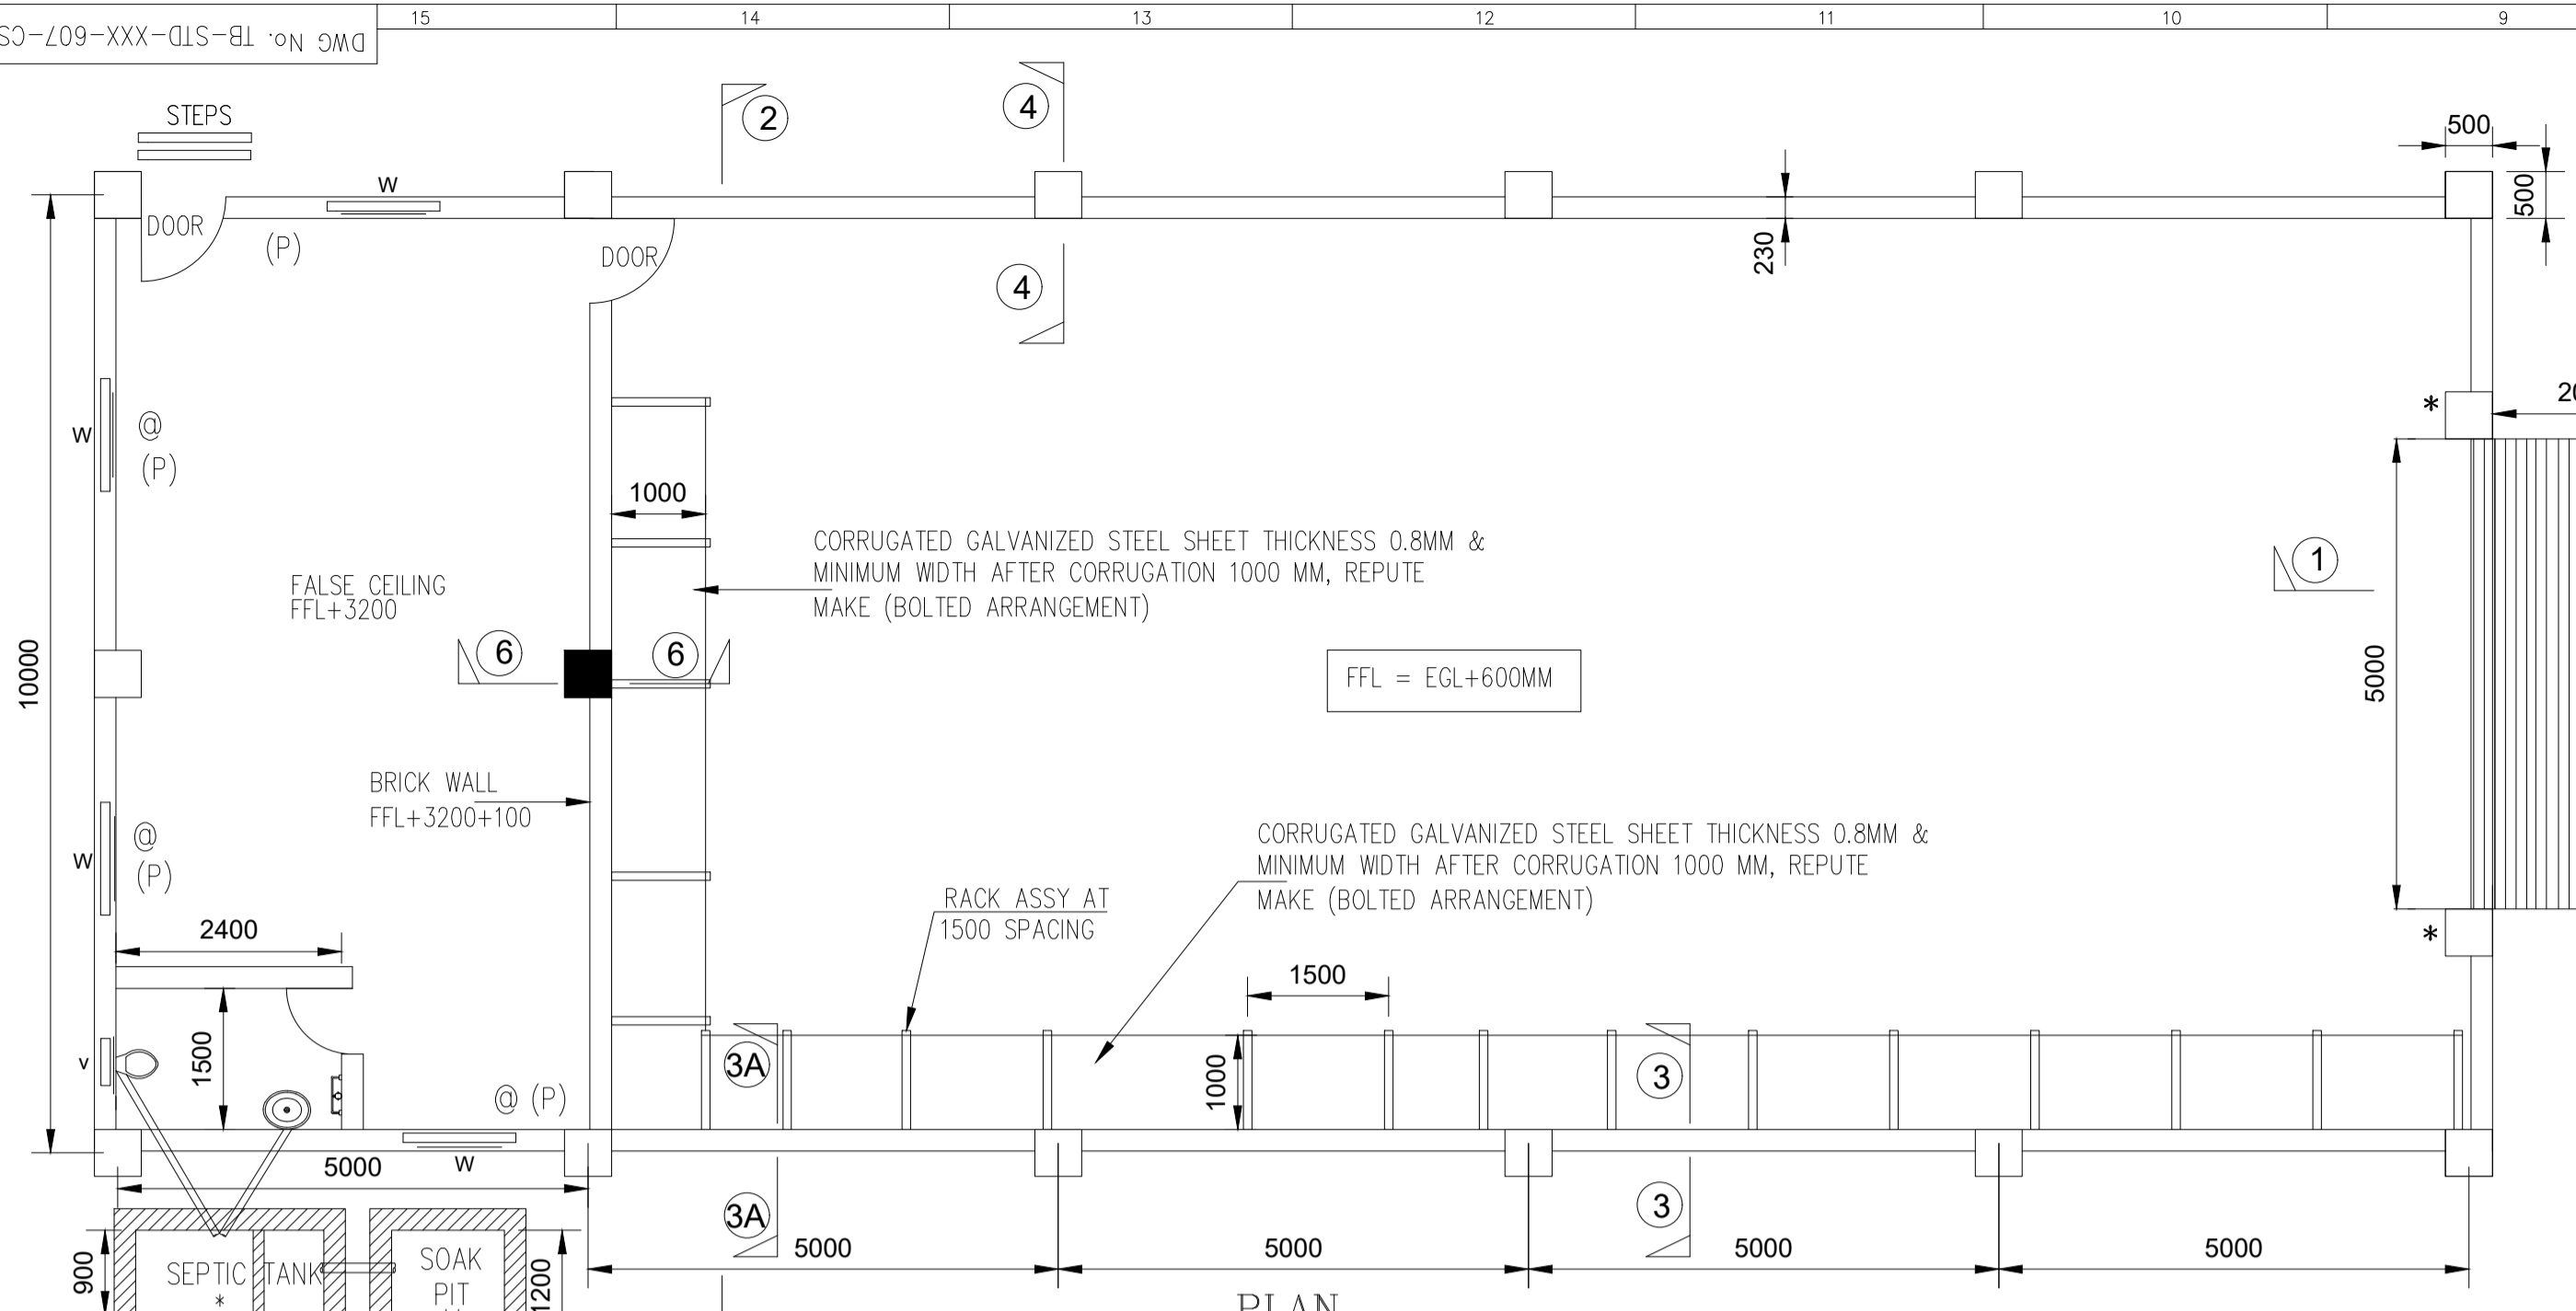 15 14 13 12 11 10 9
DWG No. TB-STD-XXX-607-CS
STEPS
2
4
500
500
W
DOOR
(P)
DOOR
230
4
W
@
(P)
*
1000
CORRUGATED GALVANIZED STEEL SHEET THICKNESS 0.8MM &
MINIMUM WIDTH AFTER CORRUGATION 1000 MM, REPUTE
MAKE (BOLTED ARRANGEMENT)
1
FALSE CEILING
FFL+3200
10000
6
6
FFL = EGL+600MM
5000
BRICK WALL
FFL+3200+100
W
@
(P)
CORRUGATED GALVANIZED STEEL SHEET THICKNESS 0.8MM &
MINIMUM WIDTH AFTER CORRUGATION 1000 MM, REPUTE
MAKE (BOLTED ARRANGEMENT)
RACK ASSY AT
1500 SPACING
2400
*
1500
1500
V
3A
1000
3
@ (P)
5000
W
3A
3
5000
5000
5000
5000
900
SEPTIC TANK
*
SOAK
PIT
1200
PLAN